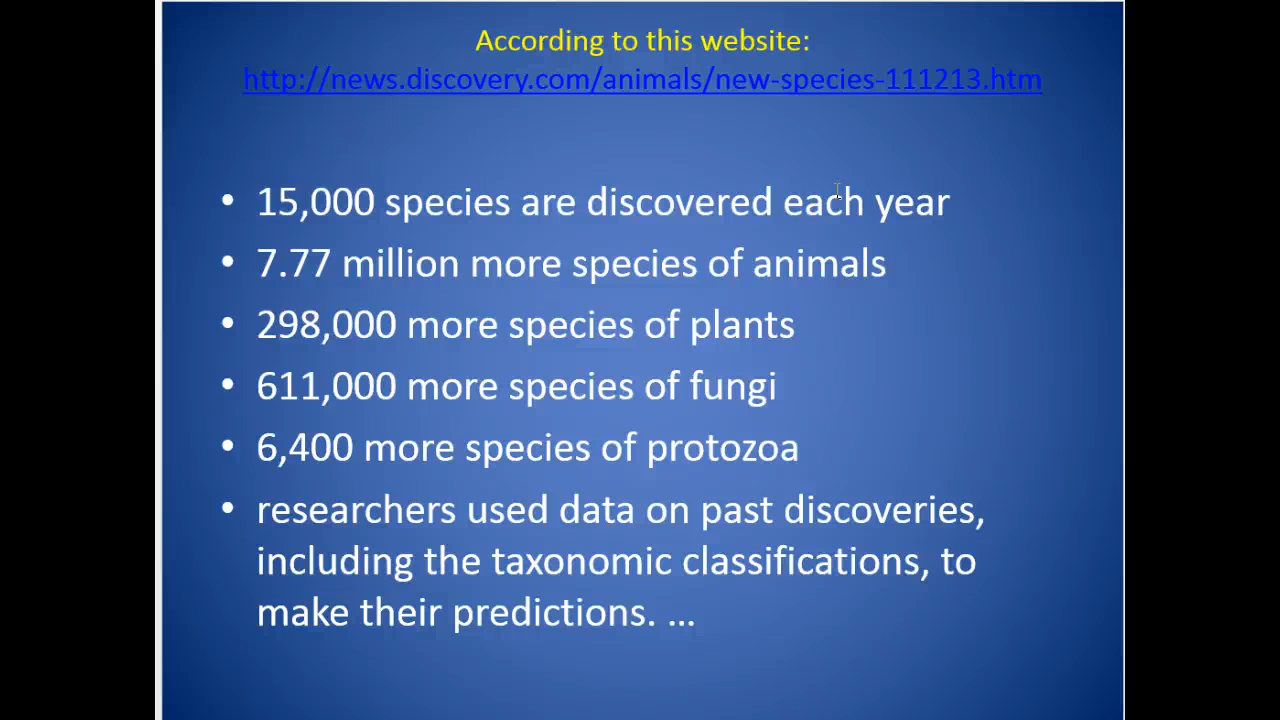 According to this website:
http://news.discovery.com/animals/new-species-111213.htm
• 15,000 species are discovered each year
• 7.77 million more species of animals
• 298,000 more species of plants
• 611,000 more species of fungi
• 6,400 more species of protozoa
• researchers used data on past discoveries,
including the taxonomic classifications, to
make their predictions. ...